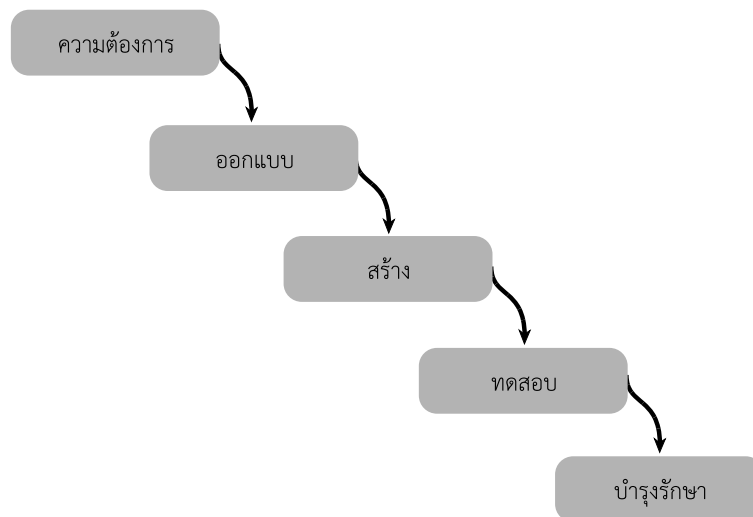 ความต้องการ
ออกแบบ
สร้าง
ทดสอบ
บำรุงรักษา